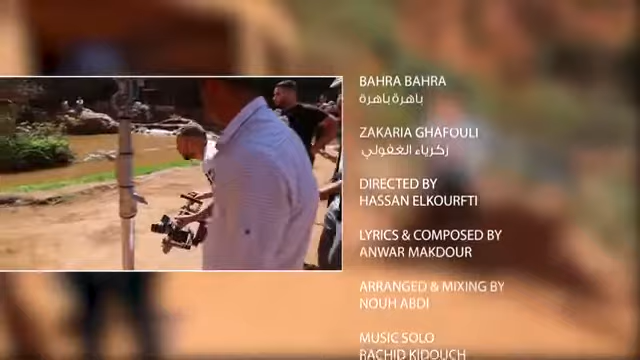 BAHRA BAHRA
باهرة باهرة
ZAKARIA GHAFOULI
زكرياء الغفولي
DIRECTED BY
HASSAN ELKOURFTI
LYRICS & COMPOSED BY
ANWAR MAKDOUR
ARRANGED & MIXING BY
NOUH ABDI
MUSIC SOLO
RACHID KIDOUCH